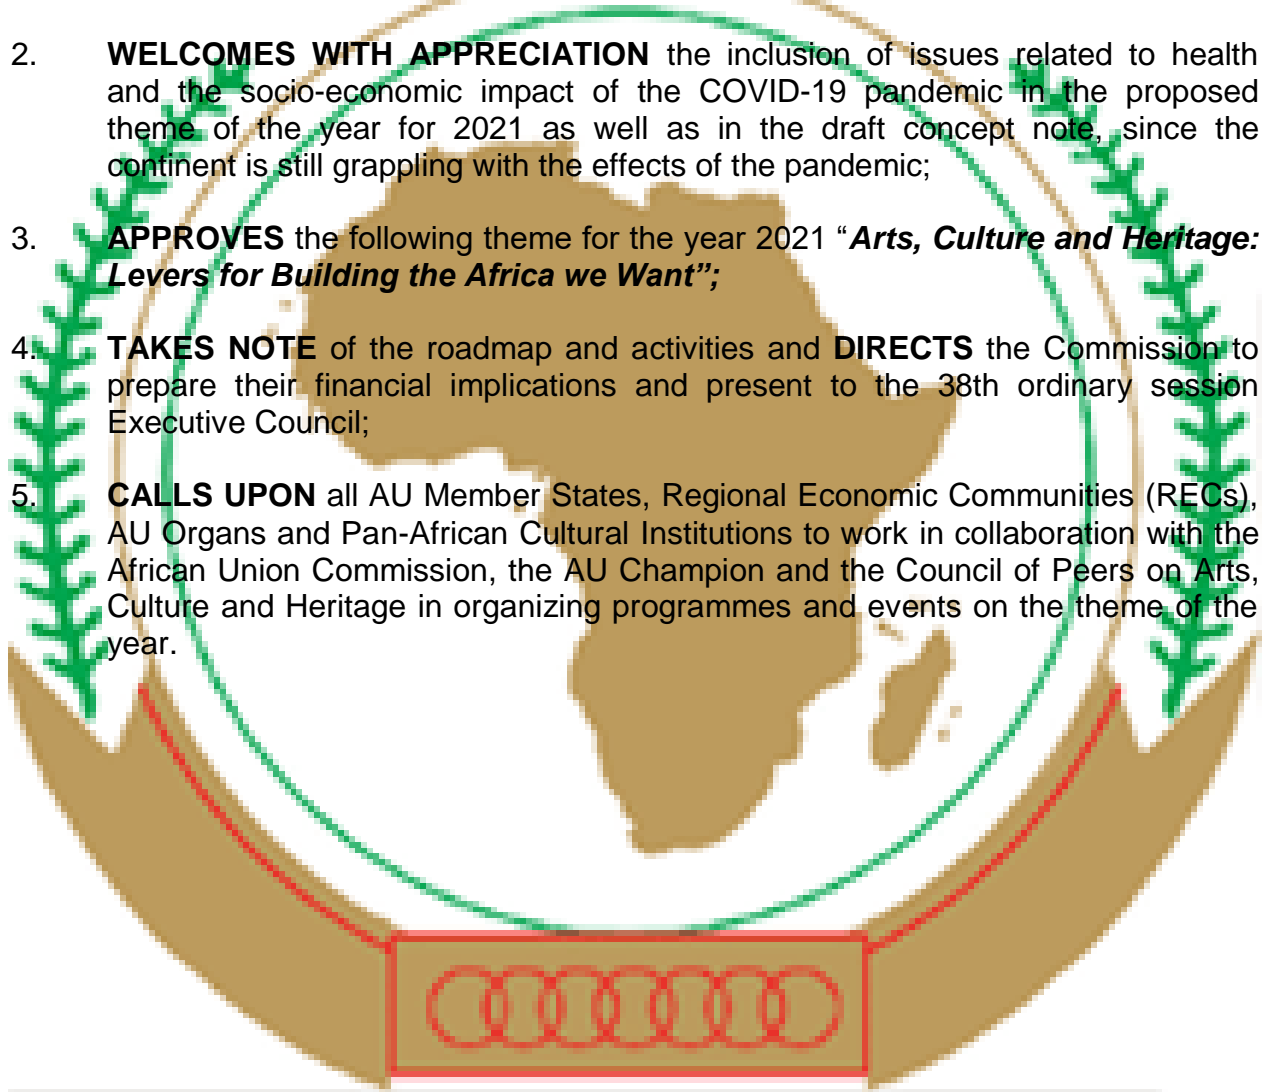 2. WELCOMES WITH APPRECIATION the inclusion of issues related to health
and the socio-economic impact of the COVID-19 pandemic in the proposed
theme of the year for 2021 as well as in the draft concept note, since the
continent is still grappling with the effects of the pandemic;
3. APPROVES the following theme for the year 2021 “Arts, Culture and Heritage:
Levers for Building the Africa we Want”;
4. TAKES NOTE of the roadmap and activities and DIRECTS the Commission to
prepare their financial implications and present to the 38th ordinary session
Executive Council;
5. CALLS UPON all AU Member States, Regional Economic Communities (RECs),
AU Organs and Pan-African Cultural Institutions to work in collaboration with the
African Union Commission, the AU Champion and the Council of Peers on Arts,
Culture and Heritage in organizing programmes and events on the theme of the
year.